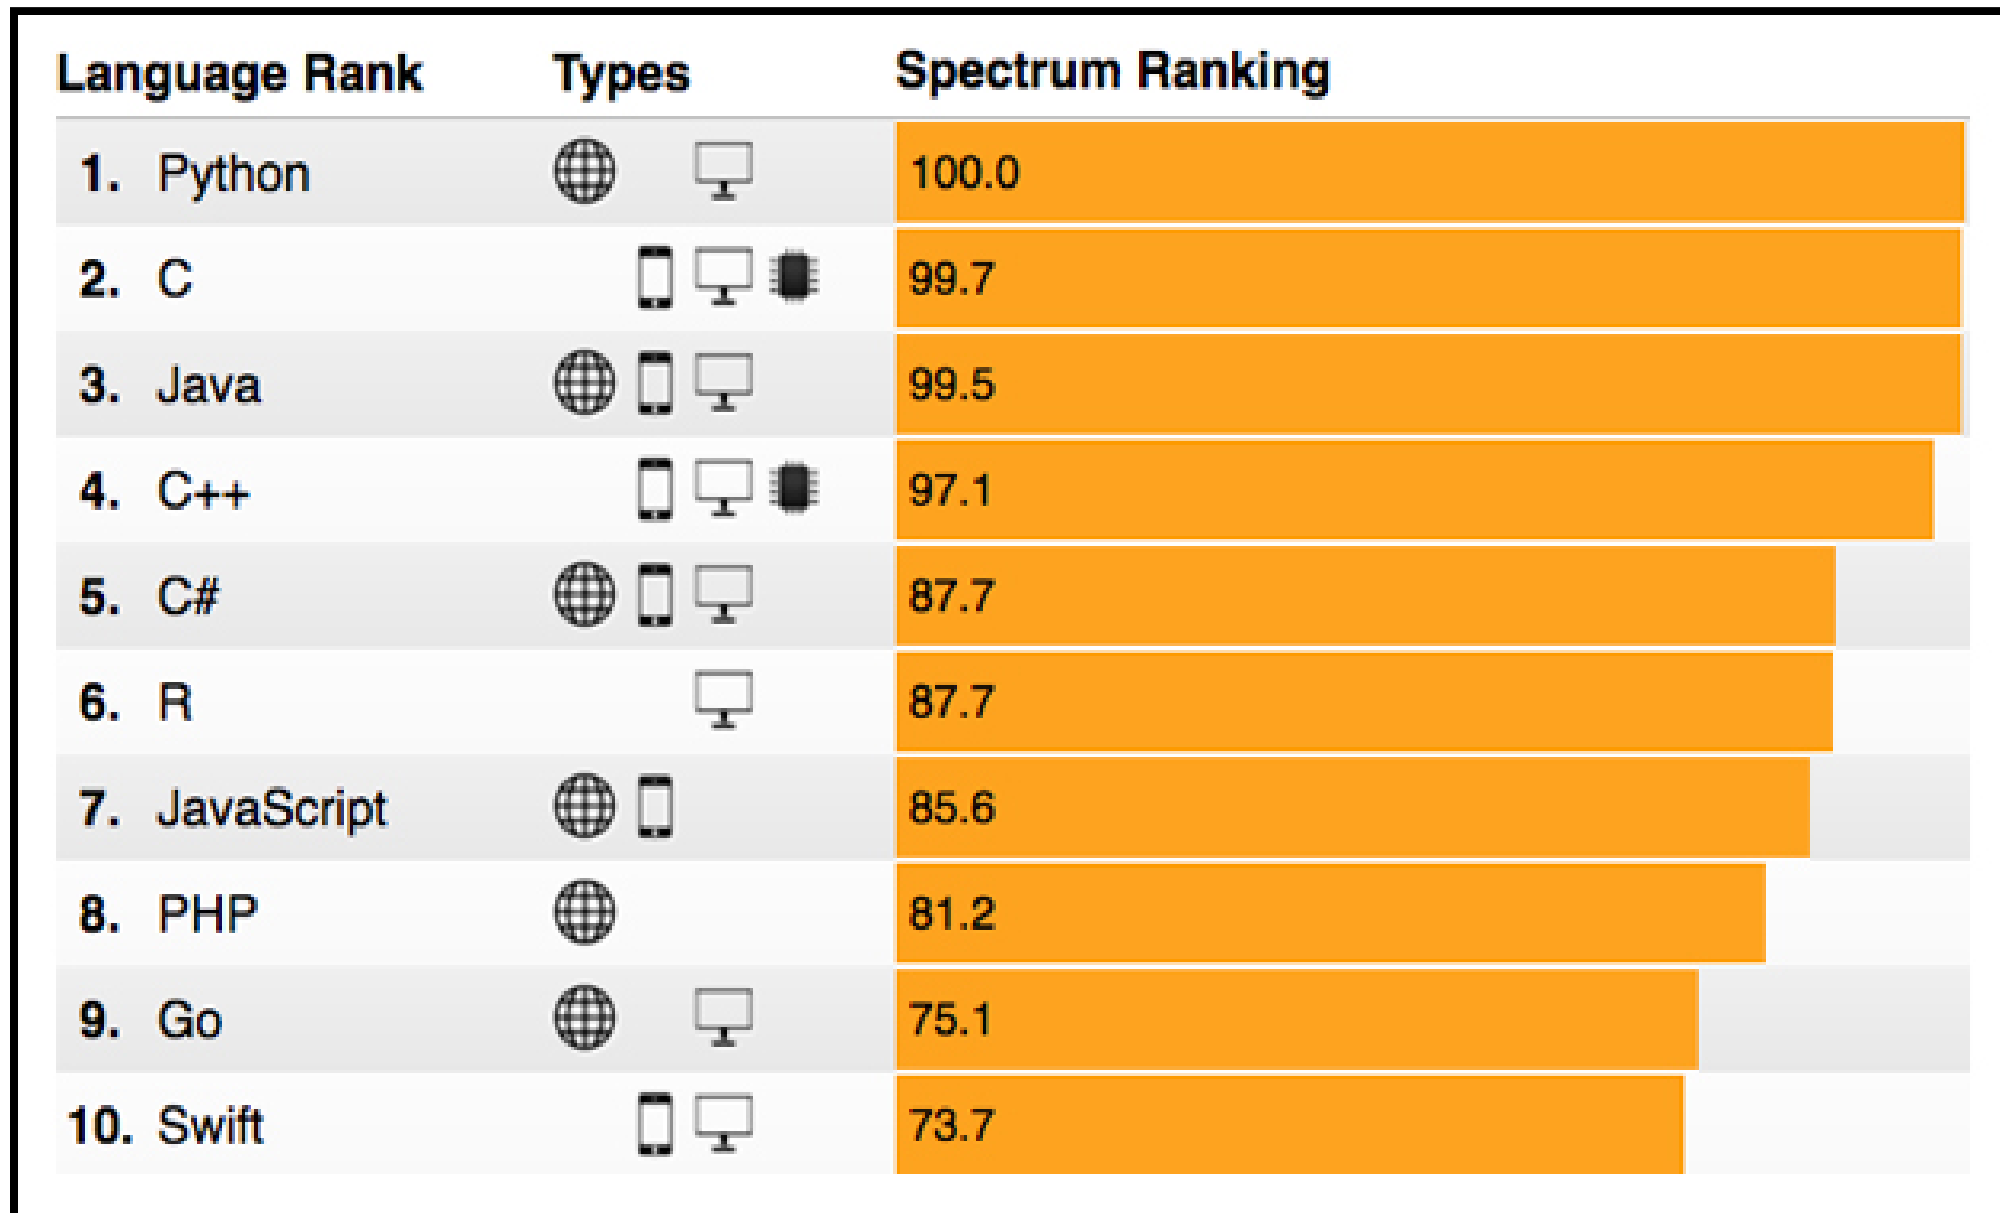 Language Rank Types Spectrum Ranking
1. Python 100.0
2. C 99.7
3. Java 99.5
4. C++ 97.1
5. C# 87.7
6. R 87.7
7. JavaScript 85.6
8. PHP 81.2
9. Go 75.1
10. Swift 73.7